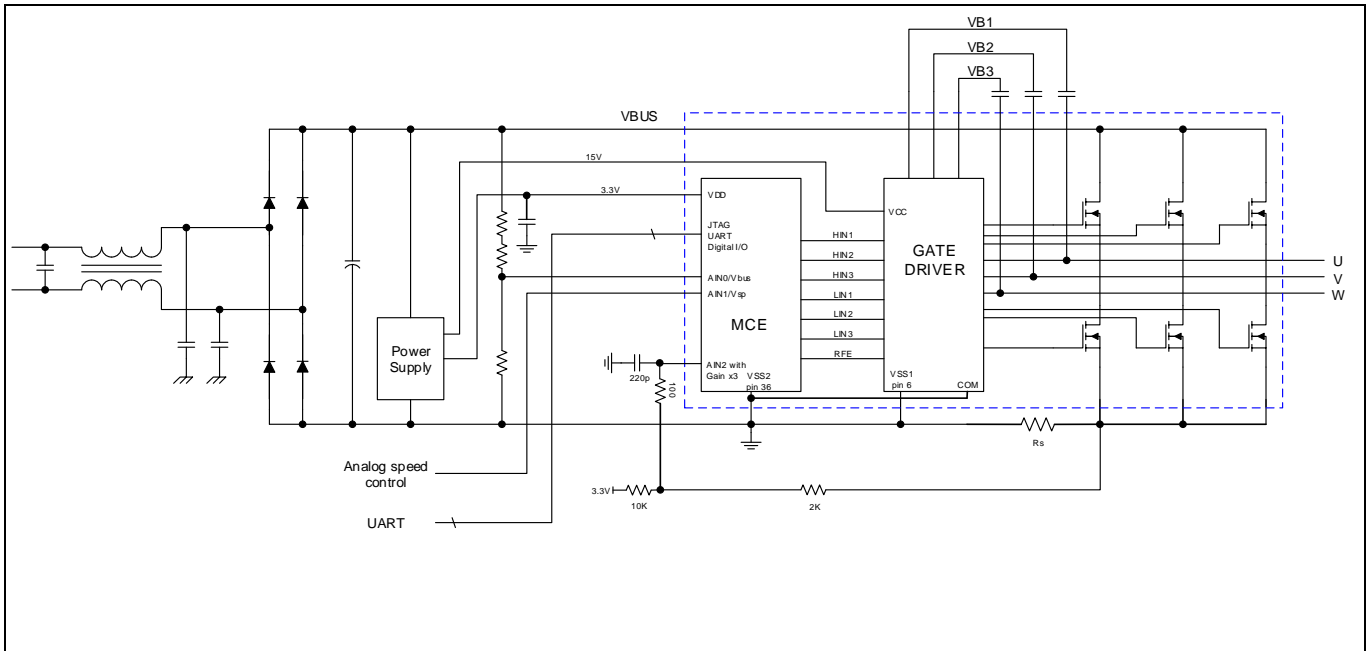 VB1
VB2
VB3
VBUS
15V
3.3V
VDD
JTAG
UART
Digital I/O
AIN0/Vbus
AIN1/Vsp
MCE
AIN2 with
Gain x3
VSS2
pin 36
HIN1
HIN2
HIN3
LIN1
LIN2
LIN3
RFE
VCC
GATE
DRIVER
VSS1
pin 6
COM
U
V
W
Power
Supply
220p
100
Rs
Analog speed
control
3.3V
10K
2K
UART